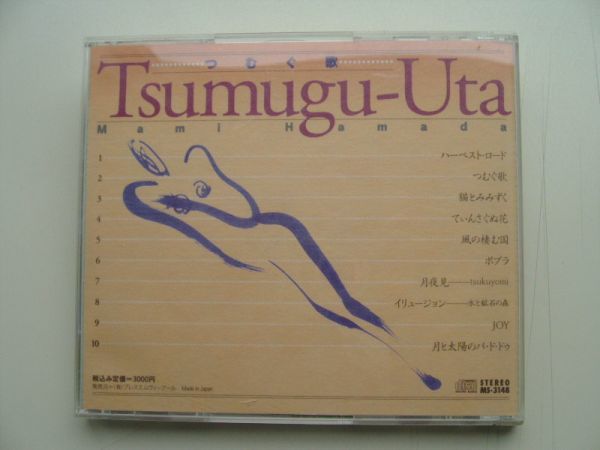 つむぐ歌
Tsumugu-Uta
Mami Hamada
1 ハーベスト・ロード
2 つむぐ歌
3 猫とみみずく
4 てぃんさぐぬ花
5 風の棲む国
6 ポプラ
7 月夜見——tsukuyomi
8 イリュージョン——水と鉱石の森
9 JOY
10 月と太陽のパ・ド・ドゥ
税込み定価=3000円
Made in Japan
STEREO
MS-3148